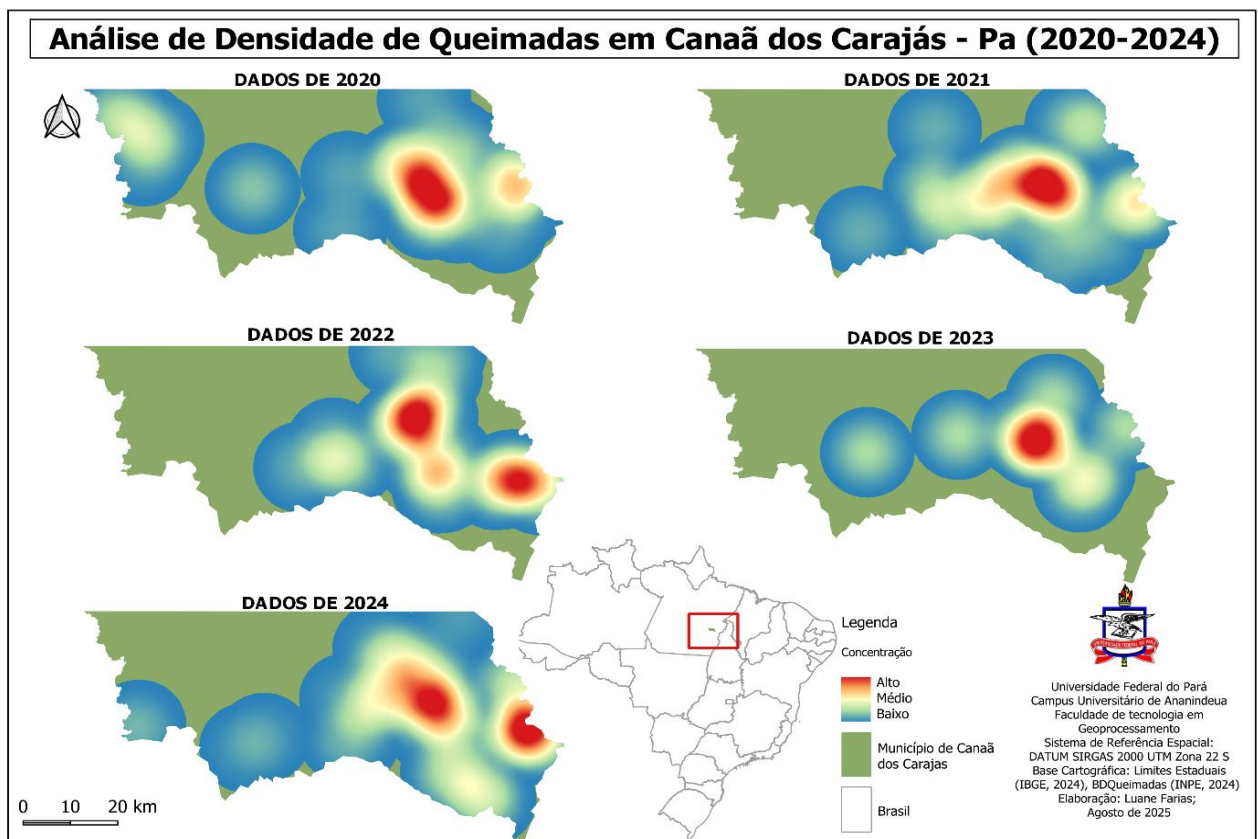 Análise de Densidade de Queimadas em Canaã dos Carajás - Pa (2020-2024)
DADOS DE 2020
DADOS DE 2021
DADOS DE 2022
DADOS DE 2023
DADOS DE 2024
0 10 20 km
Legenda
Concentração
Alto
Médio
Baixo
Município de Canaã
dos Carajas
Brasil
UNIVERSIDADE FEDERAL DO PARÁ
Universidade Federal do Pará
Campus Universitário de Ananindeua
Faculdade de tecnologia em
Geoprocessamento
Sistema de Referência Espacial:
DATUM SIRGAS 2000 UTM Zona 22 S
Base Cartográfica: Limites Estaduais
(IBGE, 2024), BDQueimadas (INPE, 2024)
Elaboração: Luane Farias;
Agosto de 2025